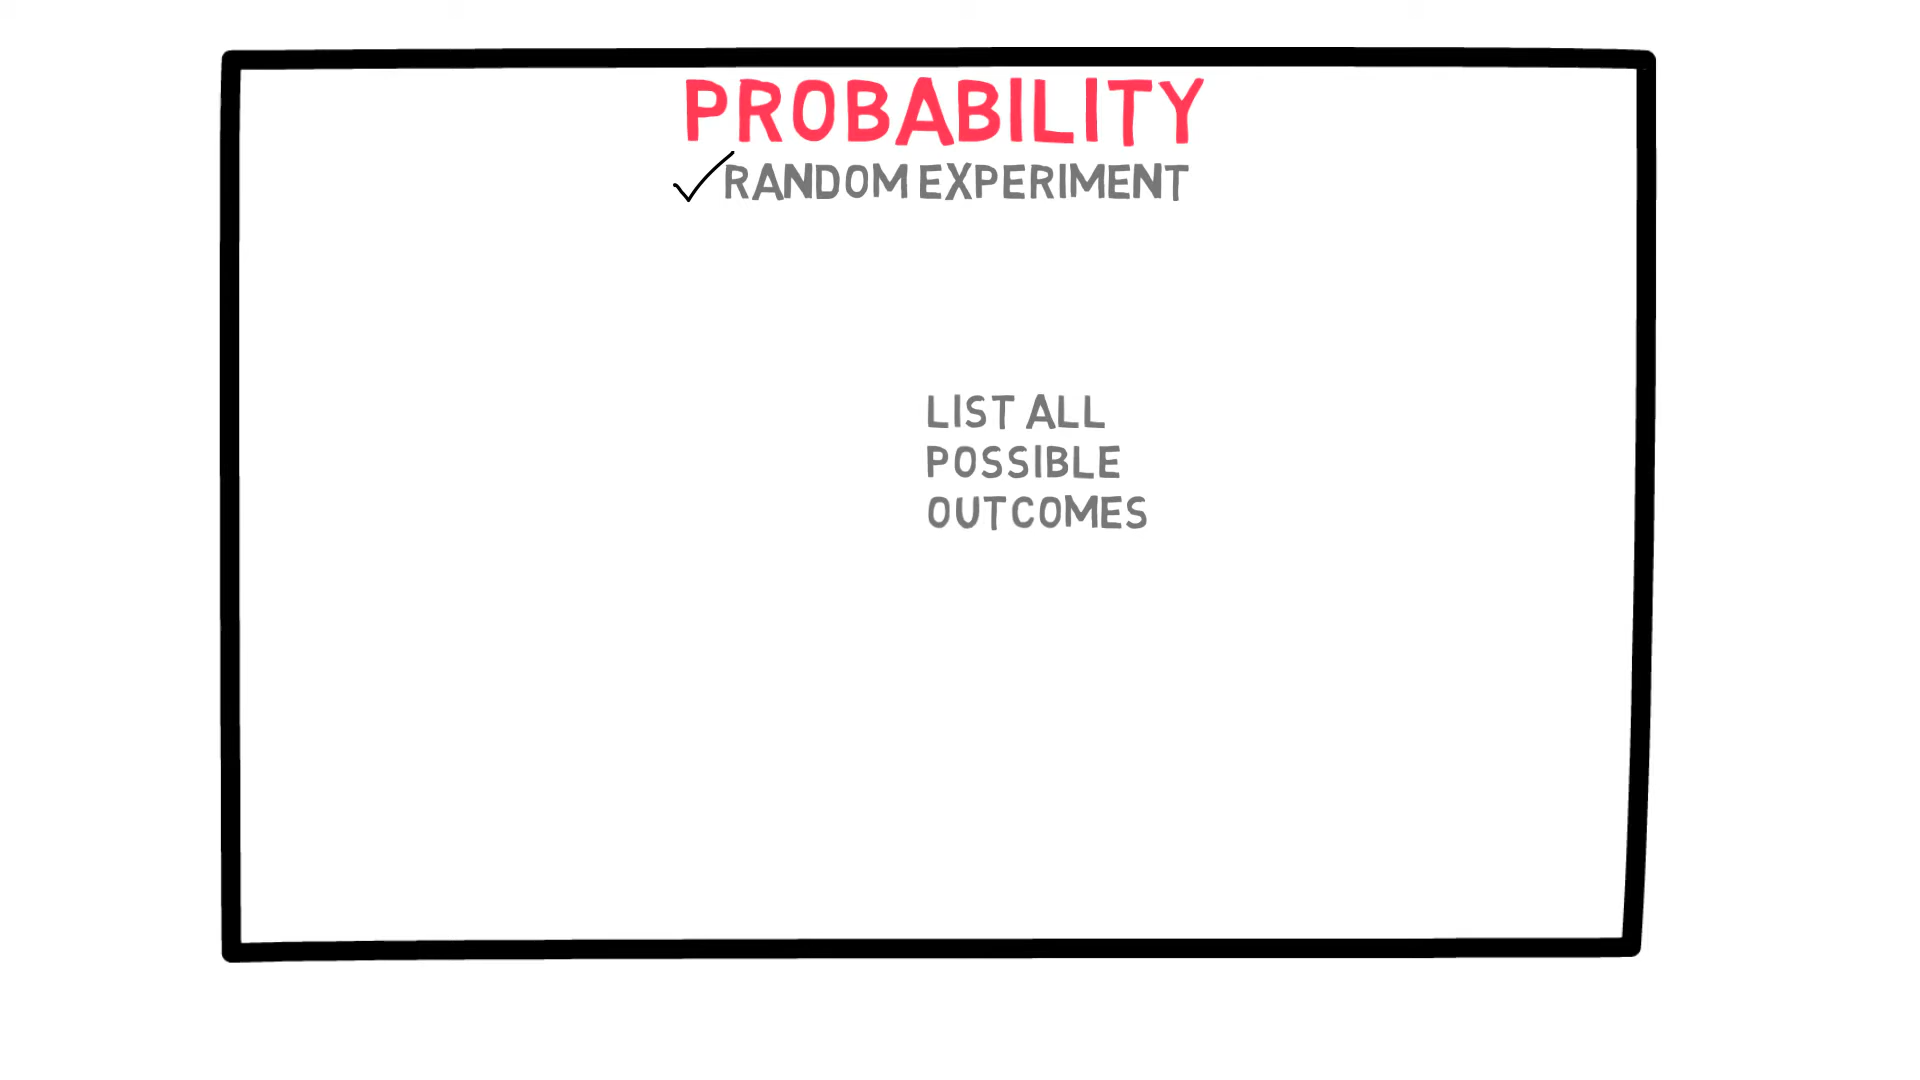 PROBABILITY
RANDOM EXPERIMENT
LIST ALL
POSSIBLE
OUTCOMES